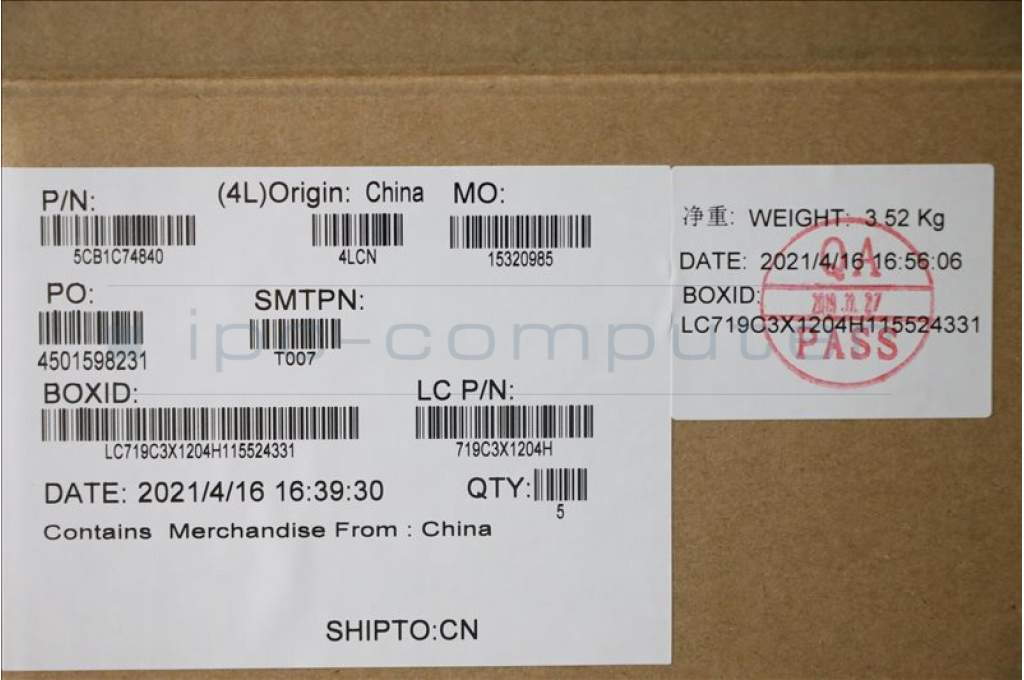 P/N:
5CB1C74840
(4L)Origin: China
4LCN
MO:
15320985
PO:
4501598231
SMTPN:
T007
BOXID:
LC719C3X1204H115524331
LC P/N:
719C3X1204H
DATE: 2021/4/16 16:39:30
QTY:
5
Contains Merchandise From : China
SHIPTO:CN
净重: WEIGHT: 3.52 Kg
DATE: 2021/4/16 16:56:06
BOXID:
LC719C3X1204H115524331
QA
PASS
ipc-compute